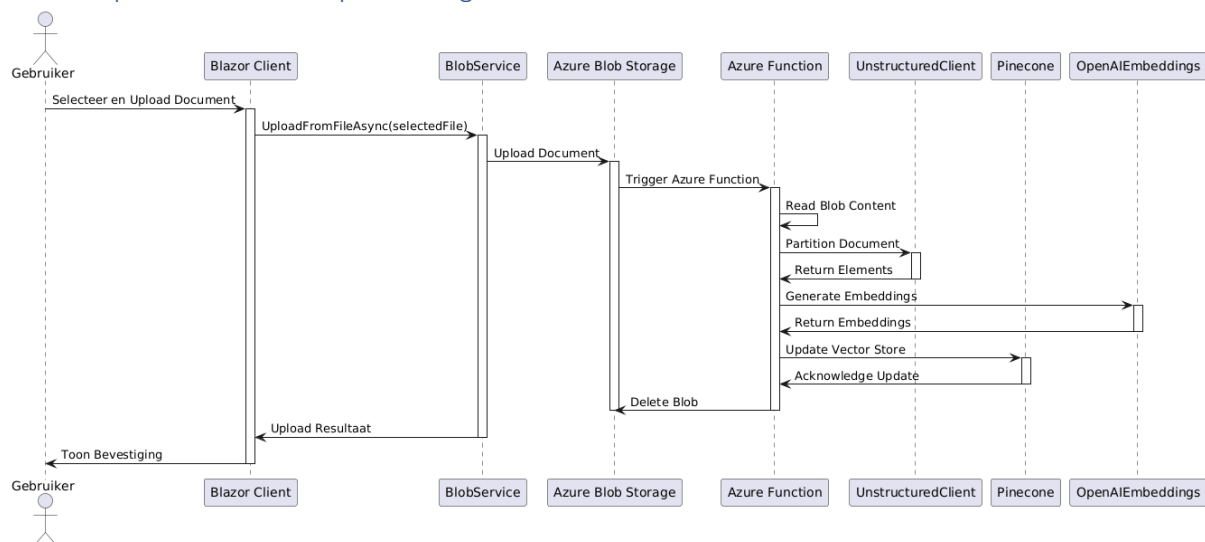 Gebruiker
Blazor Client
BlobService
Azure Blob Storage
Azure Function
UnstructuredClient
Pinecone
OpenAIEmbeddings
Selecteer en Upload Document
UploadFromFileAsync(selectedFile)
Upload Document
Trigger Azure Function
Read Blob Content
Partition Document
Return Elements
Generate Embeddings
Return Embeddings
Update Vector Store
Acknowledge Update
Delete Blob
Upload Resultaat
Toon Bevestiging
Gebruiker
Blazor Client
BlobService
Azure Blob Storage
Azure Function
UnstructuredClient
Pinecone
OpenAIEmbeddings